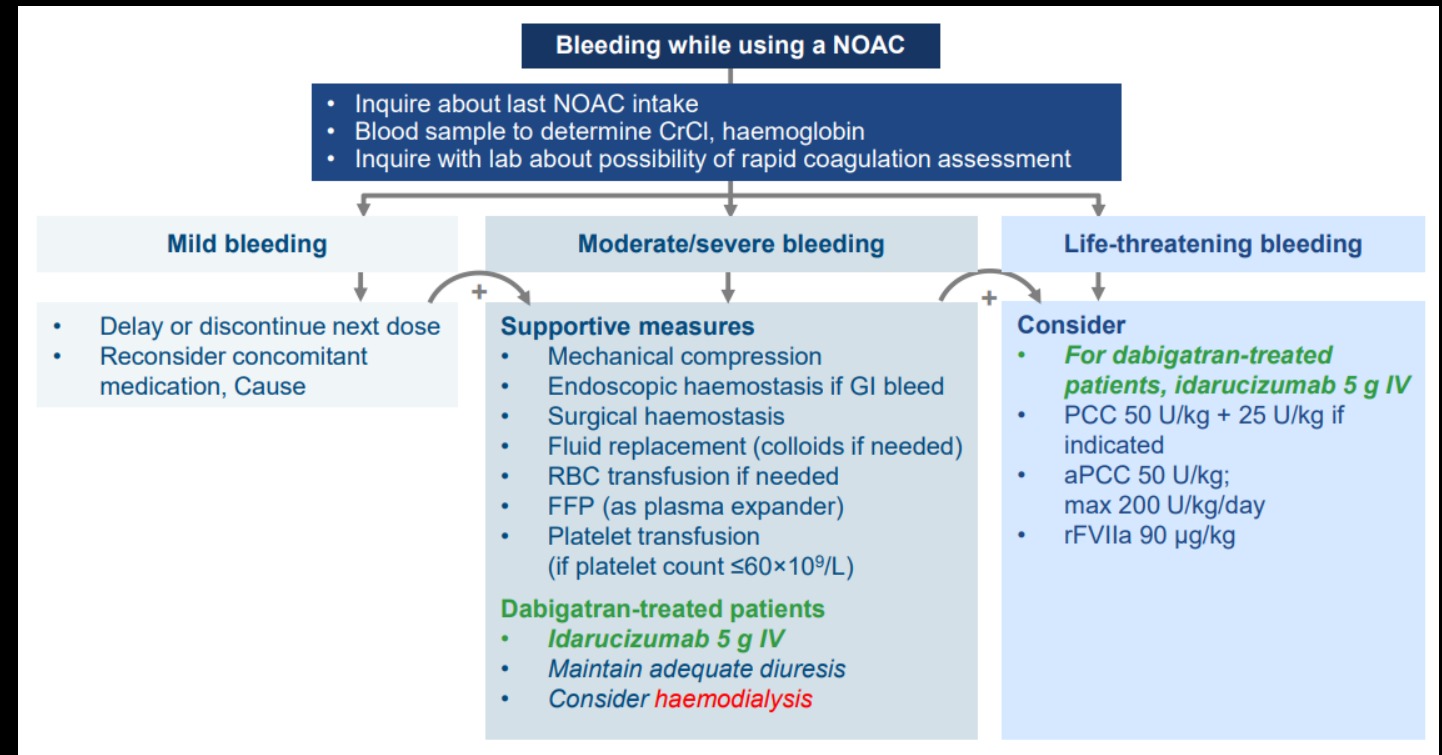 Bleeding while using a NOAC
• Inquire about last NOAC intake
• Blood sample to determine CrCl, haemoglobin
• Inquire with lab about possibility of rapid coagulation assessment
Mild bleeding
• Delay or discontinue next dose
• Reconsider concomitant
medication, Cause
+
Moderate/severe bleeding
Supportive measures
• Mechanical compression
• Endoscopic haemostasis if GI bleed
• Surgical haemostasis
• Fluid replacement (colloids if needed)
• RBC transfusion if needed
• FFP (as plasma expander)
• Platelet transfusion
(if platelet count ≤60×10⁹/L)
Dabigatran-treated patients
• Idarucizumab 5 g IV
• Maintain adequate diuresis
• Consider haemodialysis
+
Life-threatening bleeding
Consider
• For dabigatran-treated
patients, idarucizumab 5 g IV
• PCC 50 U/kg + 25 U/kg if
indicated
• aPCC 50 U/kg;
max 200 U/kg/day
• rFVIIa 90 µg/kg